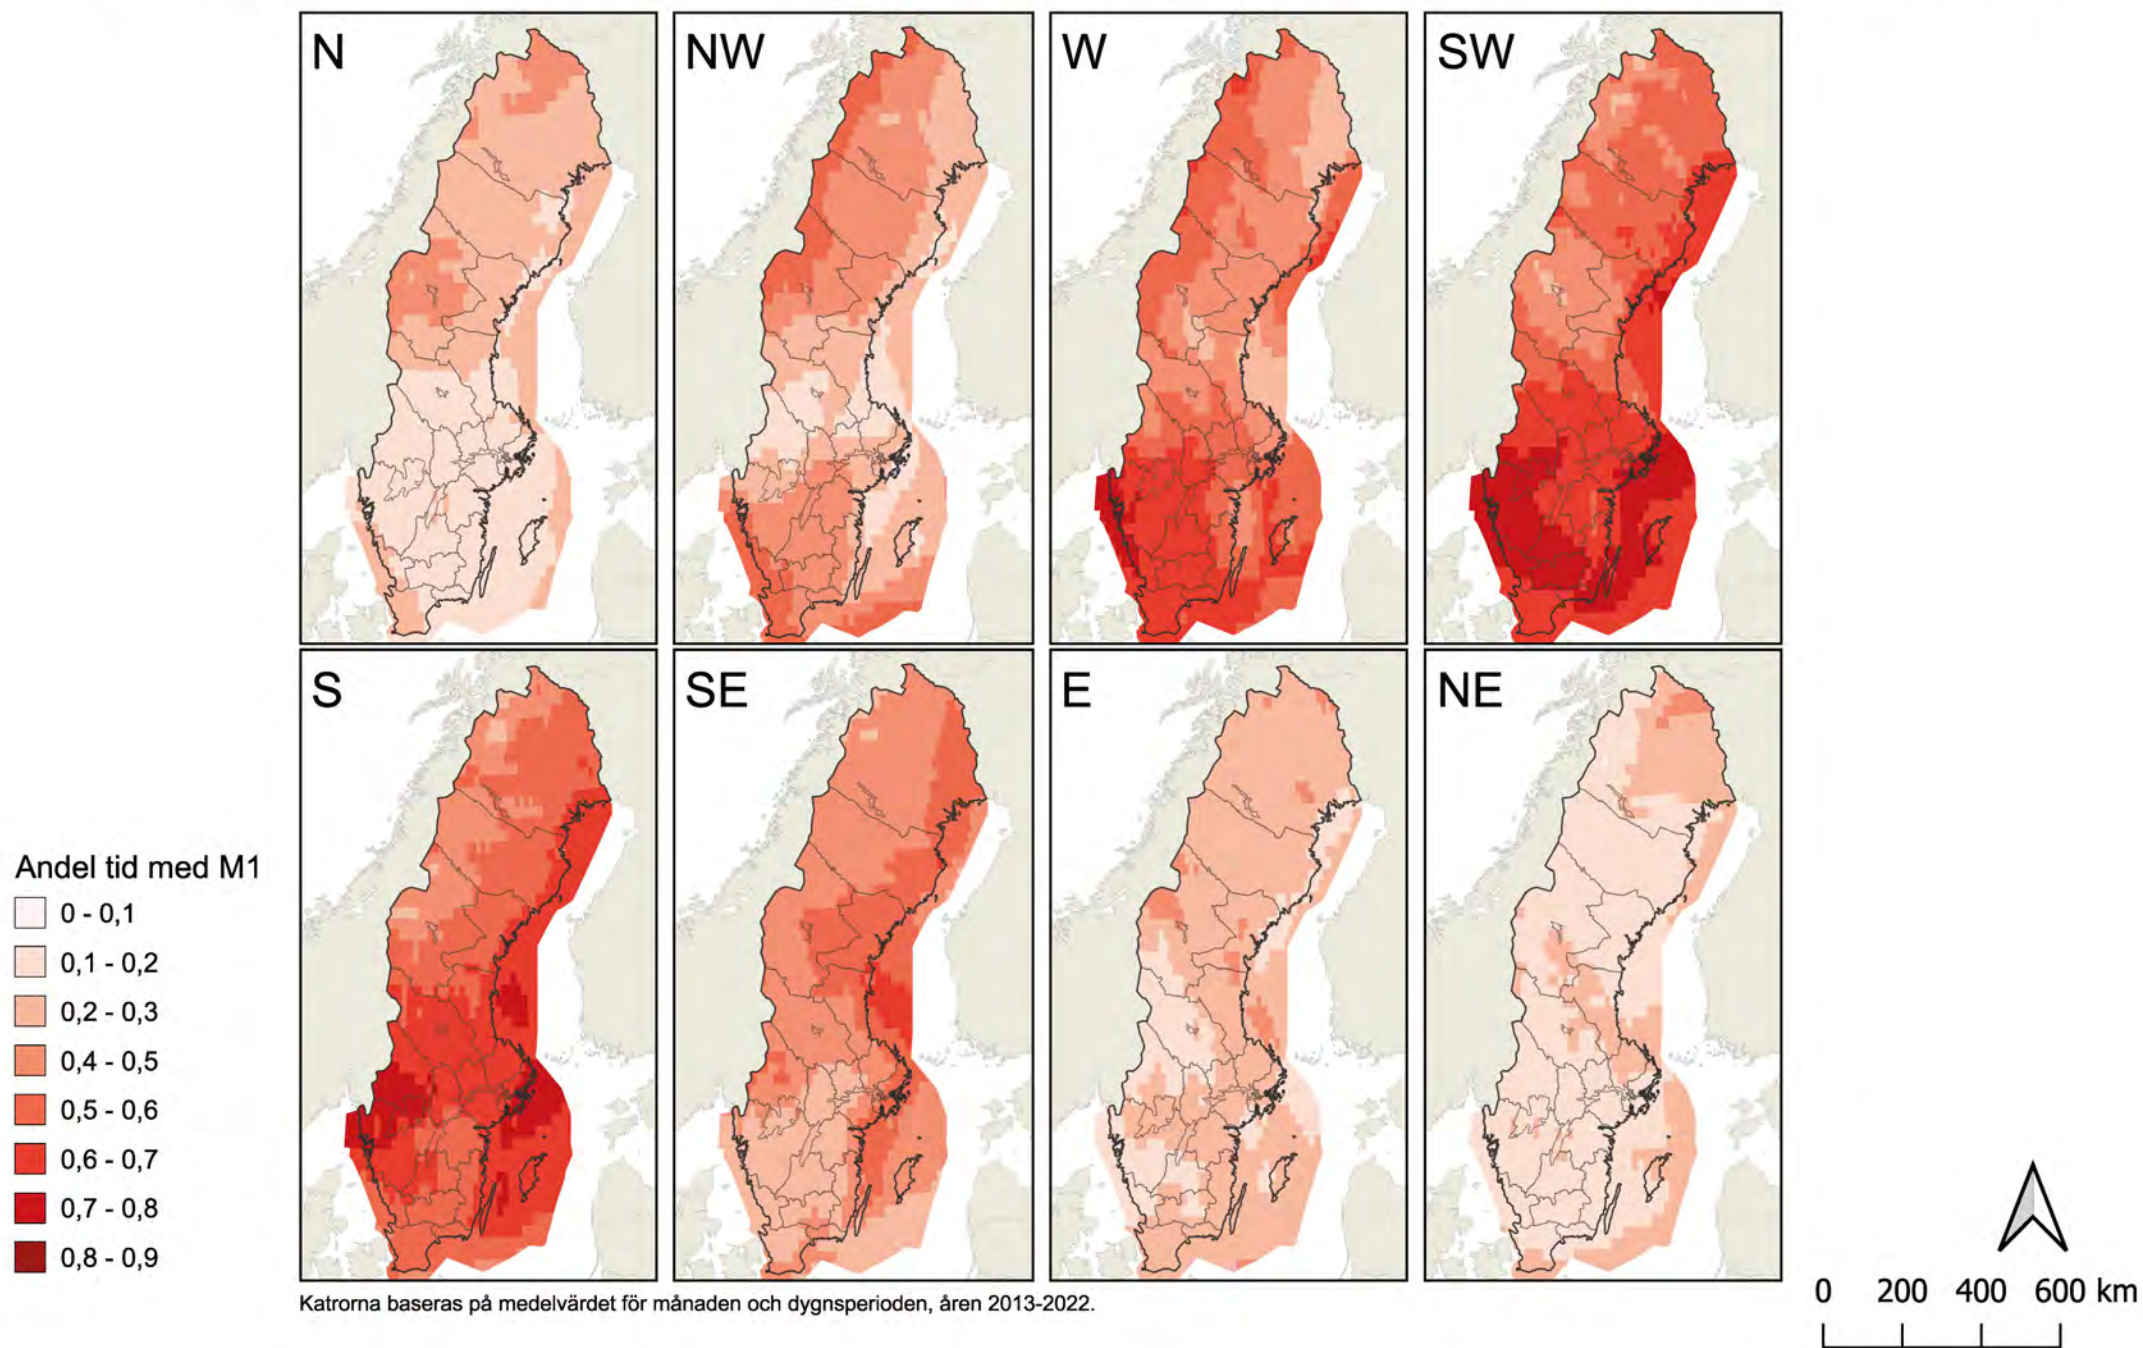 N
NW
W
SW
S
SE
E
NE
Andel tid med M1
0 - 0,1
0,1 - 0,2
0,2 - 0,3
0,4 - 0,5
0,5 - 0,6
0,6 - 0,7
0,7 - 0,8
0,8 - 0,9
Katrorna baseras på medelvärdet för månaden och dygnsperioden, åren 2013-2022.
0 200 400 600 km